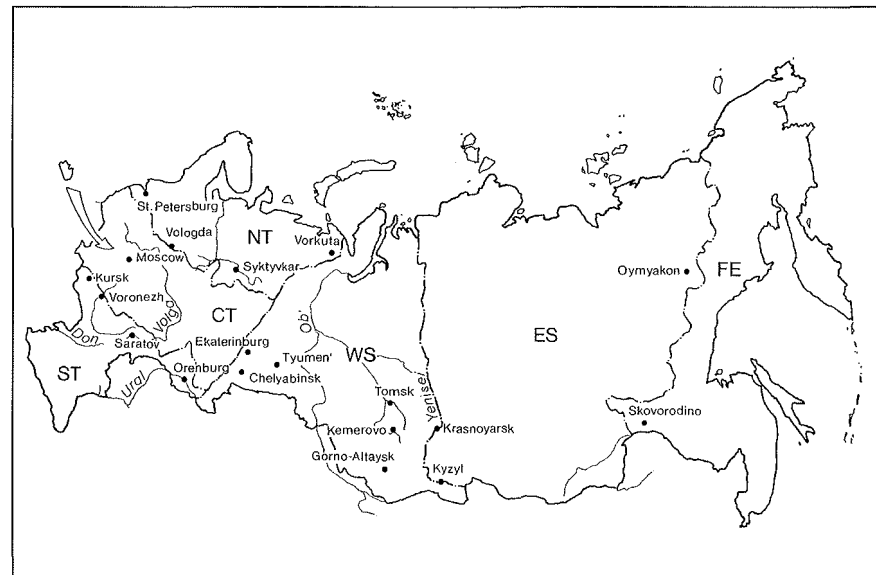 St. Petersburg
Vologda
NT
Vorkuta
Moscow
Syktyvkar
Oymyakon
FE
Kursk
Voronezh
Volga
CT
Ob'
ES
Don
Saratov
Ekaterinburg
WS
ST
Ural
Orenburg
Tyumen'
Chelyabinsk
Tomsk
Yenisei
Skovorodino
Kemerovo
Krasnoyarsk
Gorno-Altaysk
Kyzyl